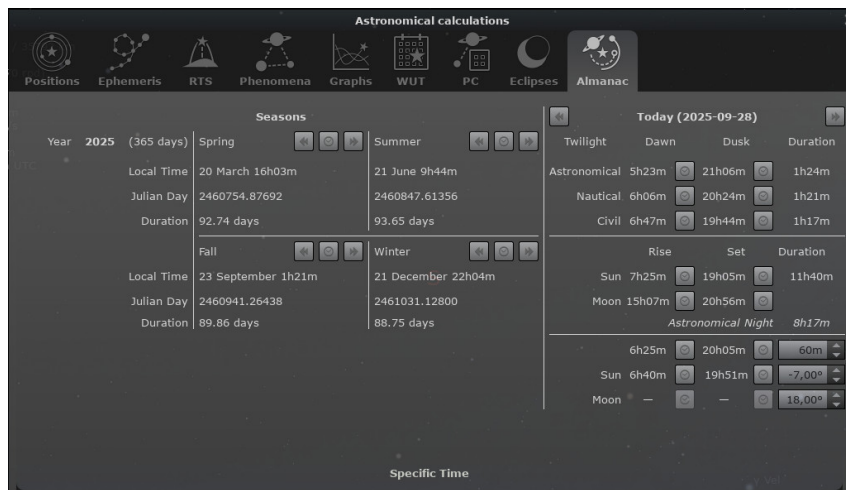 Astronomical calculations
Positions Ephemeris RTS Phenomena Graphs WUT PC Eclipses Almanac
Seasons
Year 2025 (365 days) Spring Summer
Local Time 20 March 16h03m 21 June 9h44m
Julian Day 2460754.87692 2460847.61356
Duration 92.74 days 93.65 days
Fall Winter
Local Time 23 September 1h21m 21 December 22h04m
Julian Day 2460941.26438 2461031.12800
Duration 89.86 days 88.75 days
Today (2025-09-28)
Twilight Dawn Dusk Duration
Astronomical 5h23m 21h06m 1h24m
Nautical 6h06m 20h24m 1h21m
Civil 6h47m 19h44m 1h17m
Rise Set Duration
Sun 7h25m 19h05m 11h40m
Moon 15h07m 20h56m
Astronomical Night 8h17m
6h25m 20h05m 60m
Sun 6h40m 19h51m -7,00°
Moon — — 18,00°
Specific Time